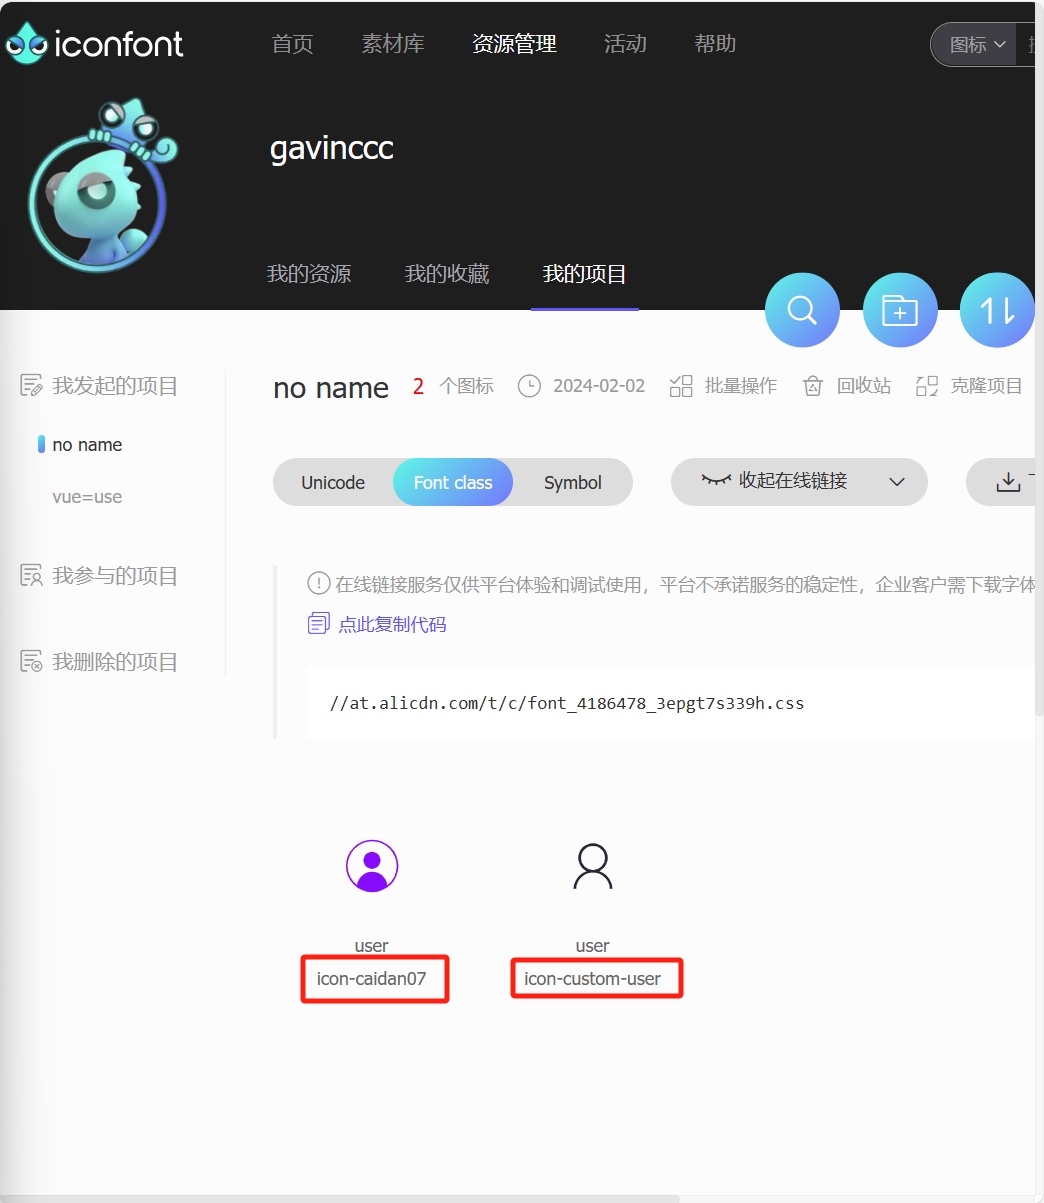 iconfont 首页 素材库 资源管理 活动 帮助 图标
gavinccc
我的资源 我的收藏 我的项目
我发起的项目
no name
vue=use
我参与的项目
我删除的项目
no name 2 个图标 2024-02-02 批量操作 回收站 克隆项目
Unicode Font class Symbol 收起在线链接
在线链接服务仅供平台体验和调试使用，平台不承诺服务的稳定性，企业客户需下载字体
点此复制代码
//at.alicdn.com/t/c/font_4186478_3epgt7s339h.css
user user
icon-caidan07 icon-custom-user